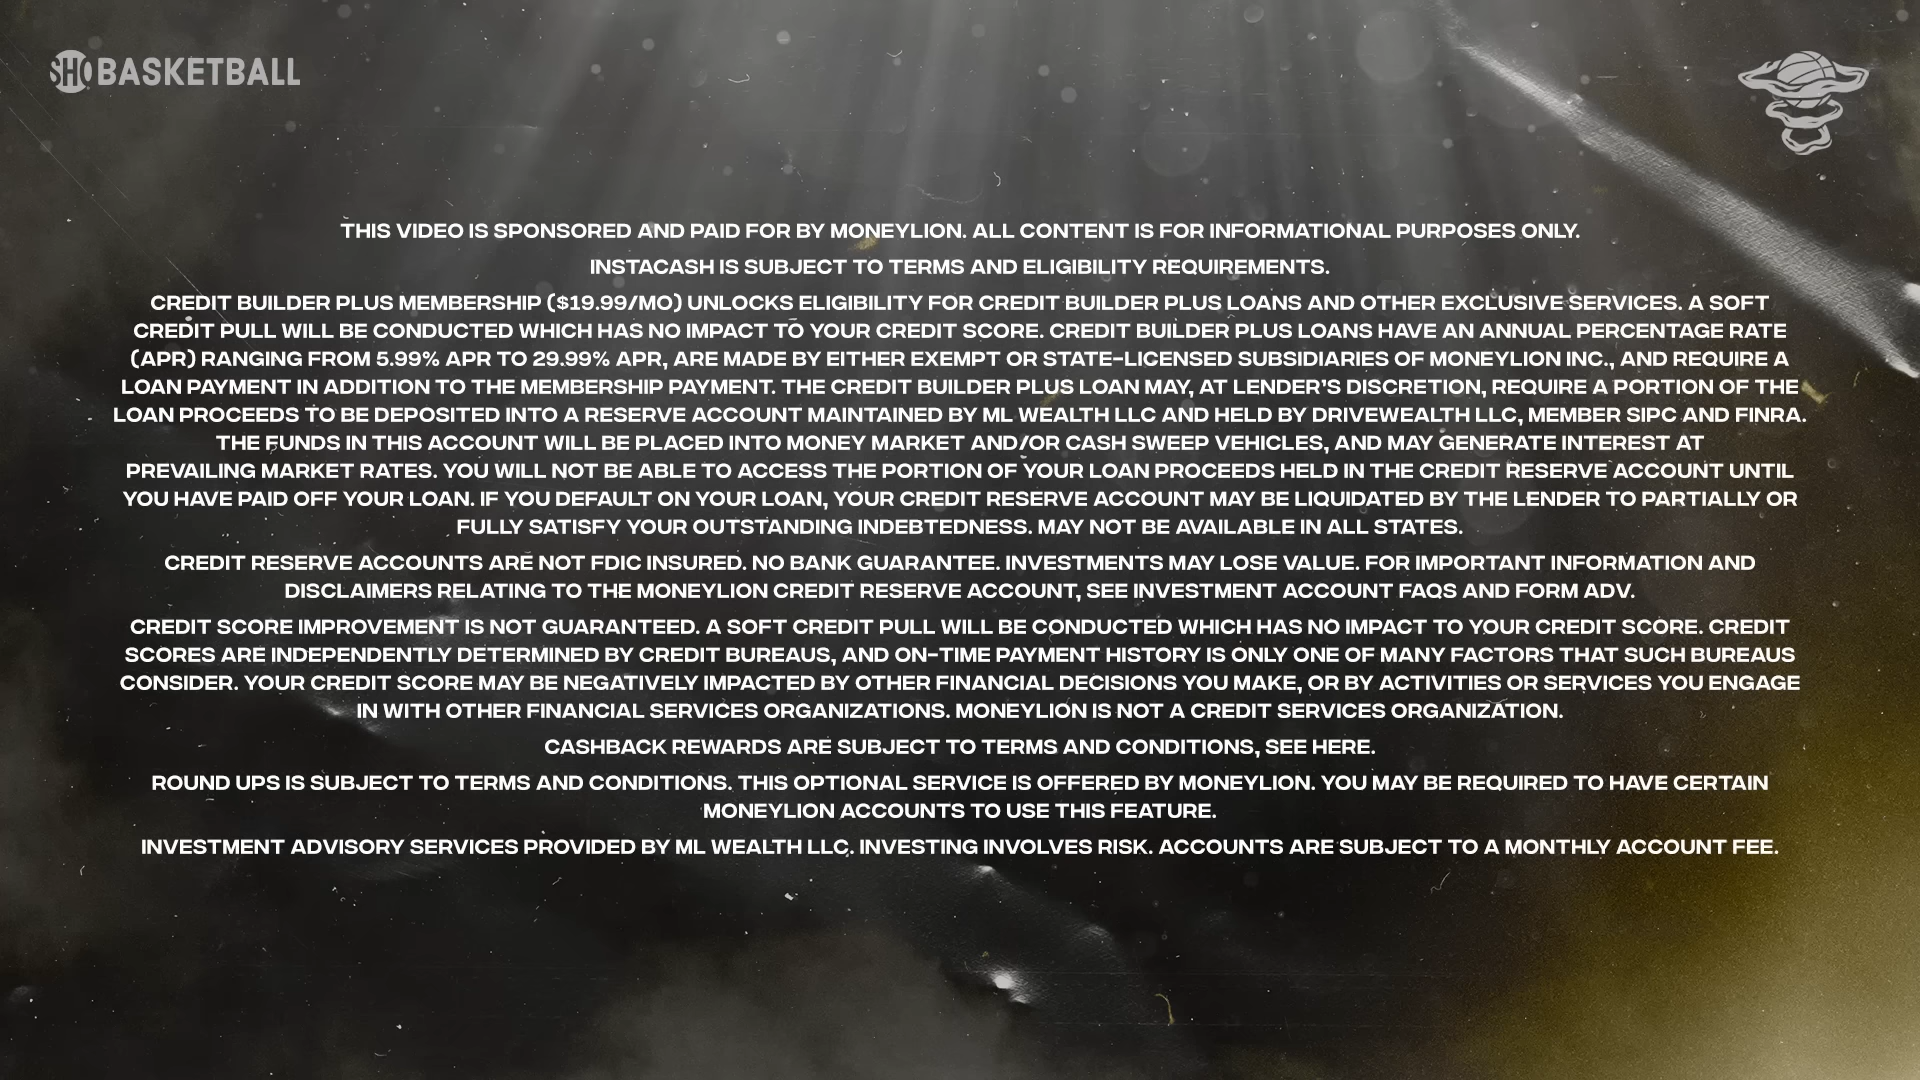 SHO BASKETBALL
THIS VIDEO IS SPONSORED AND PAID FOR BY MONEYLION. ALL CONTENT IS FOR INFORMATIONAL PURPOSES ONLY.
INSTACASH IS SUBJECT TO TERMS AND ELIGIBILITY REQUIREMENTS.
CREDIT BUILDER PLUS MEMBERSHIP ($19.99/MO) UNLOCKS ELIGIBILITY FOR CREDIT BUILDER PLUS LOANS AND OTHER EXCLUSIVE SERVICES. A SOFT
CREDIT PULL WILL BE CONDUCTED WHICH HAS NO IMPACT TO YOUR CREDIT SCORE. CREDIT BUILDER PLUS LOANS HAVE AN ANNUAL PERCENTAGE RATE
(APR) RANGING FROM 5.99% APR TO 29.99% APR, ARE MADE BY EITHER EXEMPT OR STATE-LICENSED SUBSIDIARIES OF MONEYLION INC., AND REQUIRE A
LOAN PAYMENT IN ADDITION TO THE MEMBERSHIP PAYMENT. THE CREDIT BUILDER PLUS LOAN MAY, AT LENDER'S DISCRETION, REQUIRE A PORTION OF THE
LOAN PROCEEDS TO BE DEPOSITED INTO A RESERVE ACCOUNT MAINTAINED BY ML WEALTH LLC AND HELD BY DRIVEWEALTH LLC, MEMBER SIPC AND FINRA.
THE FUNDS IN THIS ACCOUNT WILL BE PLACED INTO MONEY MARKET AND/OR CASH SWEEP VEHICLES, AND MAY GENERATE INTEREST AT
PREVAILING MARKET RATES. YOU WILL NOT BE ABLE TO ACCESS THE PORTION OF YOUR LOAN PROCEEDS HELD IN THE CREDIT RESERVE ACCOUNT UNTIL
YOU HAVE PAID OFF YOUR LOAN. IF YOU DEFAULT ON YOUR LOAN, YOUR CREDIT RESERVE ACCOUNT MAY BE LIQUIDATED BY THE LENDER TO PARTIALLY OR
FULLY SATISFY YOUR OUTSTANDING INDEBTEDNESS. MAY NOT BE AVAILABLE IN ALL STATES.
CREDIT RESERVE ACCOUNTS ARE NOT FDIC INSURED. NO BANK GUARANTEE. INVESTMENTS MAY LOSE VALUE. FOR IMPORTANT INFORMATION AND
DISCLAIMERS RELATING TO THE MONEYLION CREDIT RESERVE ACCOUNT, SEE INVESTMENT ACCOUNT FAQS AND FORM ADV.
CREDIT SCORE IMPROVEMENT IS NOT GUARANTEED. A SOFT CREDIT PULL WILL BE CONDUCTED WHICH HAS NO IMPACT TO YOUR CREDIT SCORE. CREDIT
SCORES ARE INDEPENDENTLY DETERMINED BY CREDIT BUREAUS, AND ON-TIME PAYMENT HISTORY IS ONLY ONE OF MANY FACTORS THAT SUCH BUREAUS
CONSIDER. YOUR CREDIT SCORE MAY BE NEGATIVELY IMPACTED BY OTHER FINANCIAL DECISIONS YOU MAKE, OR BY ACTIVITIES OR SERVICES YOU ENGAGE
IN WITH OTHER FINANCIAL SERVICES ORGANIZATIONS. MONEYLION IS NOT A CREDIT SERVICES ORGANIZATION.
CASHBACK REWARDS ARE SUBJECT TO TERMS AND CONDITIONS, SEE HERE.
ROUND UPS IS SUBJECT TO TERMS AND CONDITIONS. THIS OPTIONAL SERVICE IS OFFERED BY MONEYLION. YOU MAY BE REQUIRED TO HAVE CERTAIN
MONEYLION ACCOUNTS TO USE THIS FEATURE.
INVESTMENT ADVISORY SERVICES PROVIDED BY ML WEALTH LLC. INVESTING INVOLVES RISK. ACCOUNTS ARE SUBJECT TO A MONTHLY ACCOUNT FEE.